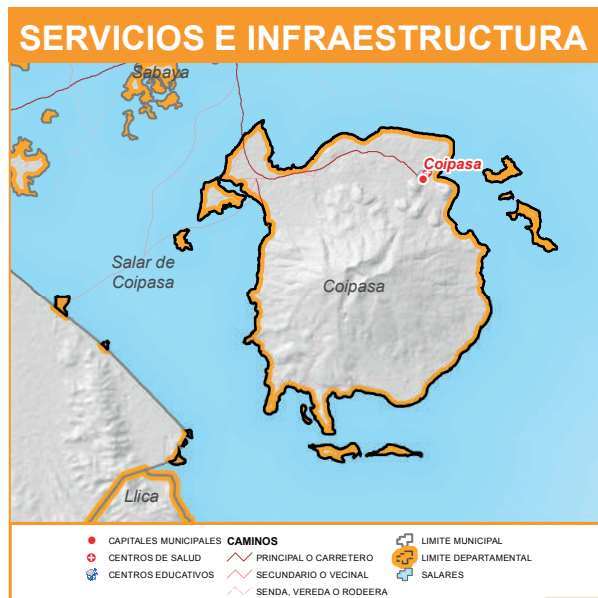 SERVICIOS E INFRAESTRUCTURA
Sabaya
Coipasa
Salar de
Coipasa
Coipasa
Llica
CAPITALES MUNICIPALES
CENTROS DE SALUD
CENTROS EDUCATIVOS
CAMINOS
PRINCIPAL O CARRETERO
SECUNDARIO O VECINAL
SENDA, VEREDA O RODEERA
LIMITE MUNICIPAL
LIMITE DEPARTAMENTAL
SALARES